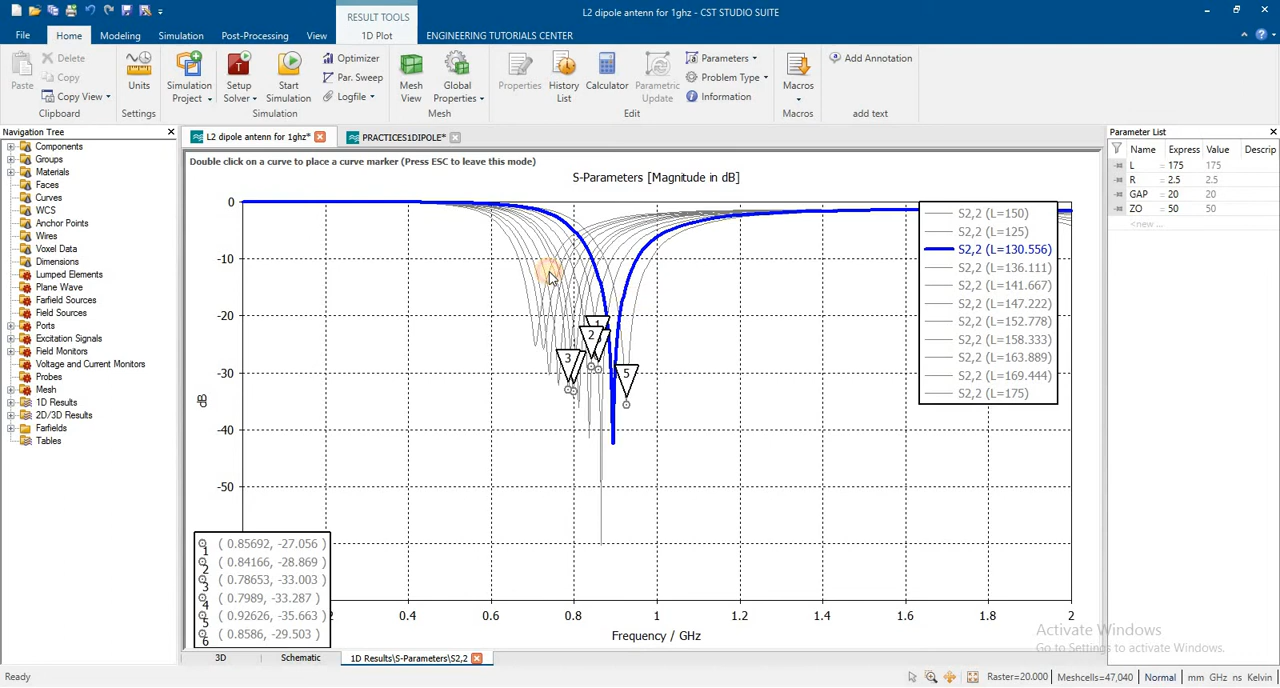 L2 dipole antenn for 1ghz - CST STUDIO SUITE
RESULT TOOLS
File Home Modeling Simulation Post-Processing View 1D Plot ENGINEERING TUTORIALS CENTER
Paste
Delete
Copy
Copy View
Clipboard
Units
Settings
Simulation Project
Setup Solver
Start Simulation
Optimizer
Par. Sweep
Logfile
Simulation
Mesh View
Global Properties
Mesh
Properties
History List
Calculator
Parametric Update
Parameters
Problem Type
Information
Edit
Macros
Macros
Add Annotation
add text
Navigation Tree
Components
Groups
Materials
Faces
Curves
WCS
Anchor Points
Wires
Voxel Data
Dimensions
Lumped Elements
Plane Wave
Farfield Sources
Field Sources
Ports
Excitation Signals
Field Monitors
Voltage and Current Monitors
Probes
Mesh
1D Results
2D/3D Results
Farfields
Tables
L2 dipole antenn for 1ghz* PRACTICES1DIPOLE*
Double click on a curve to place a curve marker (Press ESC to leave this mode)
S-Parameters [Magnitude in dB]
0
-10
-20
-30
-40
-50
dB
1
2
3
5
S2,2 (L=150)
S2,2 (L=125)
S2,2 (L=130.556)
S2,2 (L=136.111)
S2,2 (L=141.667)
S2,2 (L=147.222)
S2,2 (L=152.778)
S2,2 (L=158.333)
S2,2 (L=163.889)
S2,2 (L=169.444)
S2,2 (L=175)
1 ( 0.85692, -27.056 )
2 ( 0.84166, -28.869 )
3 ( 0.78653, -33.003 )
4 ( 0.7989, -33.287 )
5 ( 0.92626, -35.663 )
6 ( 0.8586, -29.503 )
0.4 0.6 0.8 1 1.2 1.4 1.6 1.8 2
Frequency / GHz
3D Schematic 1D Results\S-Parameters\S2,2
Parameter List
Name Express Value Descrip
L = 175 175
R = 2.5 2.5
GAP = 20 20
ZO = 50 50
<new ...
Activate Windows
Go to Settings to activate Windows.
Ready
Raster=20.000 Meshcells=47,040 Normal mm GHz ns Kelvin